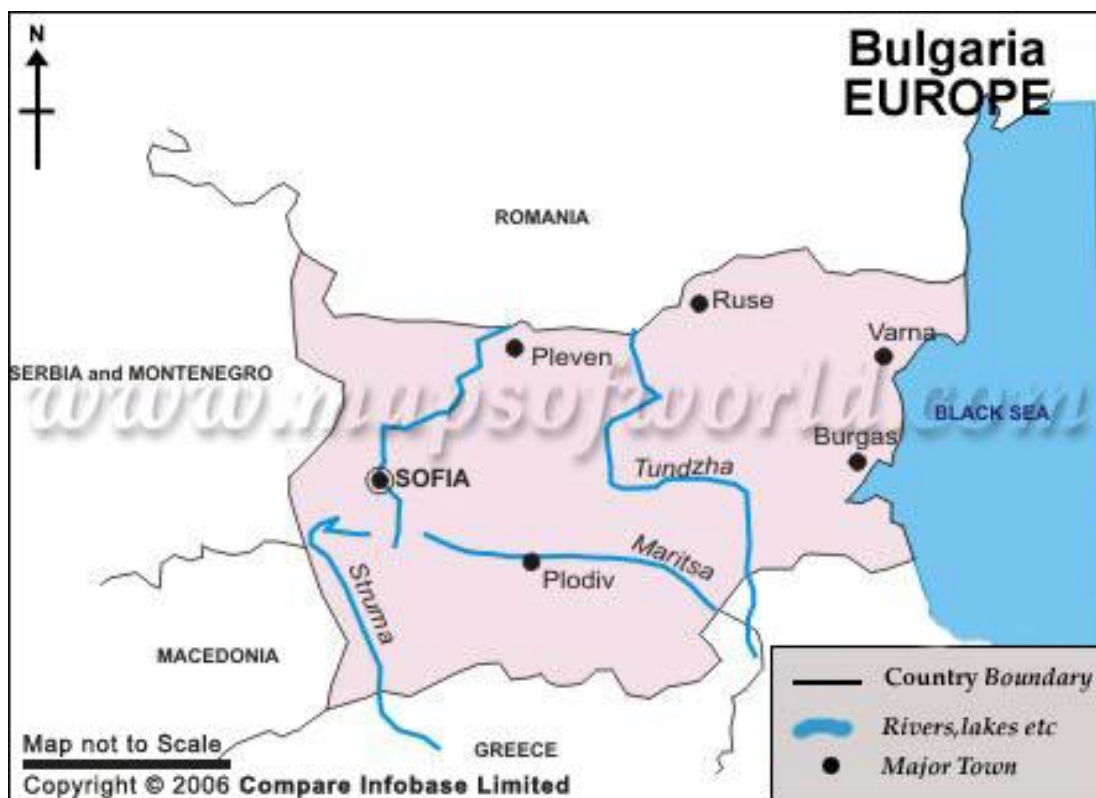 N
Bulgaria
EUROPE
ROMANIA
Ruse
Varna
Pleven
SERBIA and MONTENEGRO
www.mapsofworld.com
BLACK SEA
Burgas
SOFIA
Tundzha
Maritsa
Plodiv
Struma
MACEDONIA
GREECE
Country Boundary
Rivers,lakes etc
Major Town
Map not to Scale
Copyright © 2006 Compare Infobase Limited